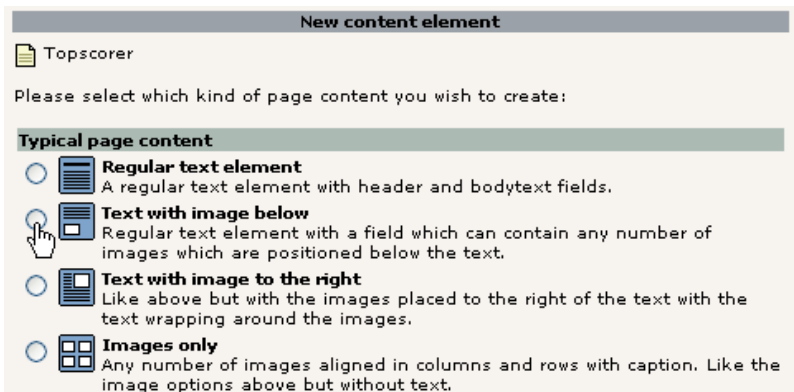 New content element
Topscorer
Please select which kind of page content you wish to create:
Typical page content
Regular text element
A regular text element with header and bodytext fields.
Text with image below
Regular text element with a field which can contain any number of
images which are positioned below the text.
Text with image to the right
Like above but with the images placed to the right of the text with the
text wrapping around the images.
Images only
Any number of images aligned in columns and rows with caption. Like the
image options above but without text.